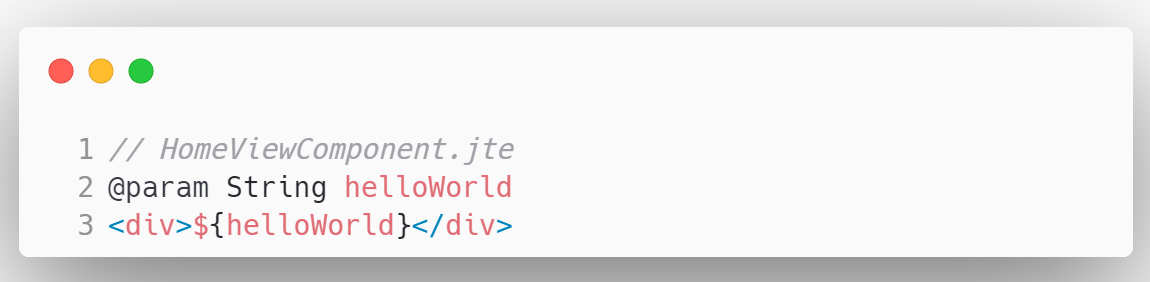 1 // HomeViewComponent.jte
2 @param String helloWorld
3 <div>${helloWorld}</div>